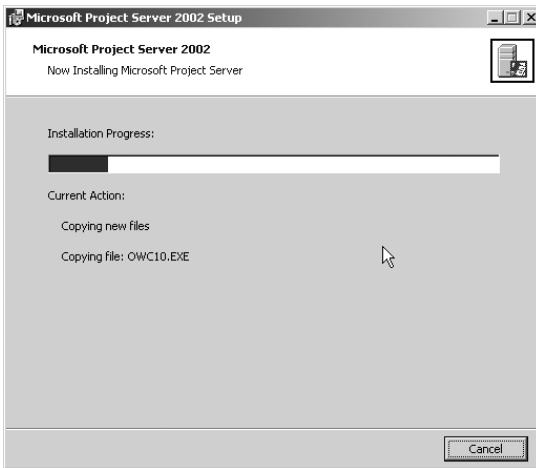 Microsoft Project Server 2002 Setup
Microsoft Project Server 2002
Now Installing Microsoft Project Server
Installation Progress:
Current Action:
Copying new files
Copying file: OWC10.EXE
Cancel